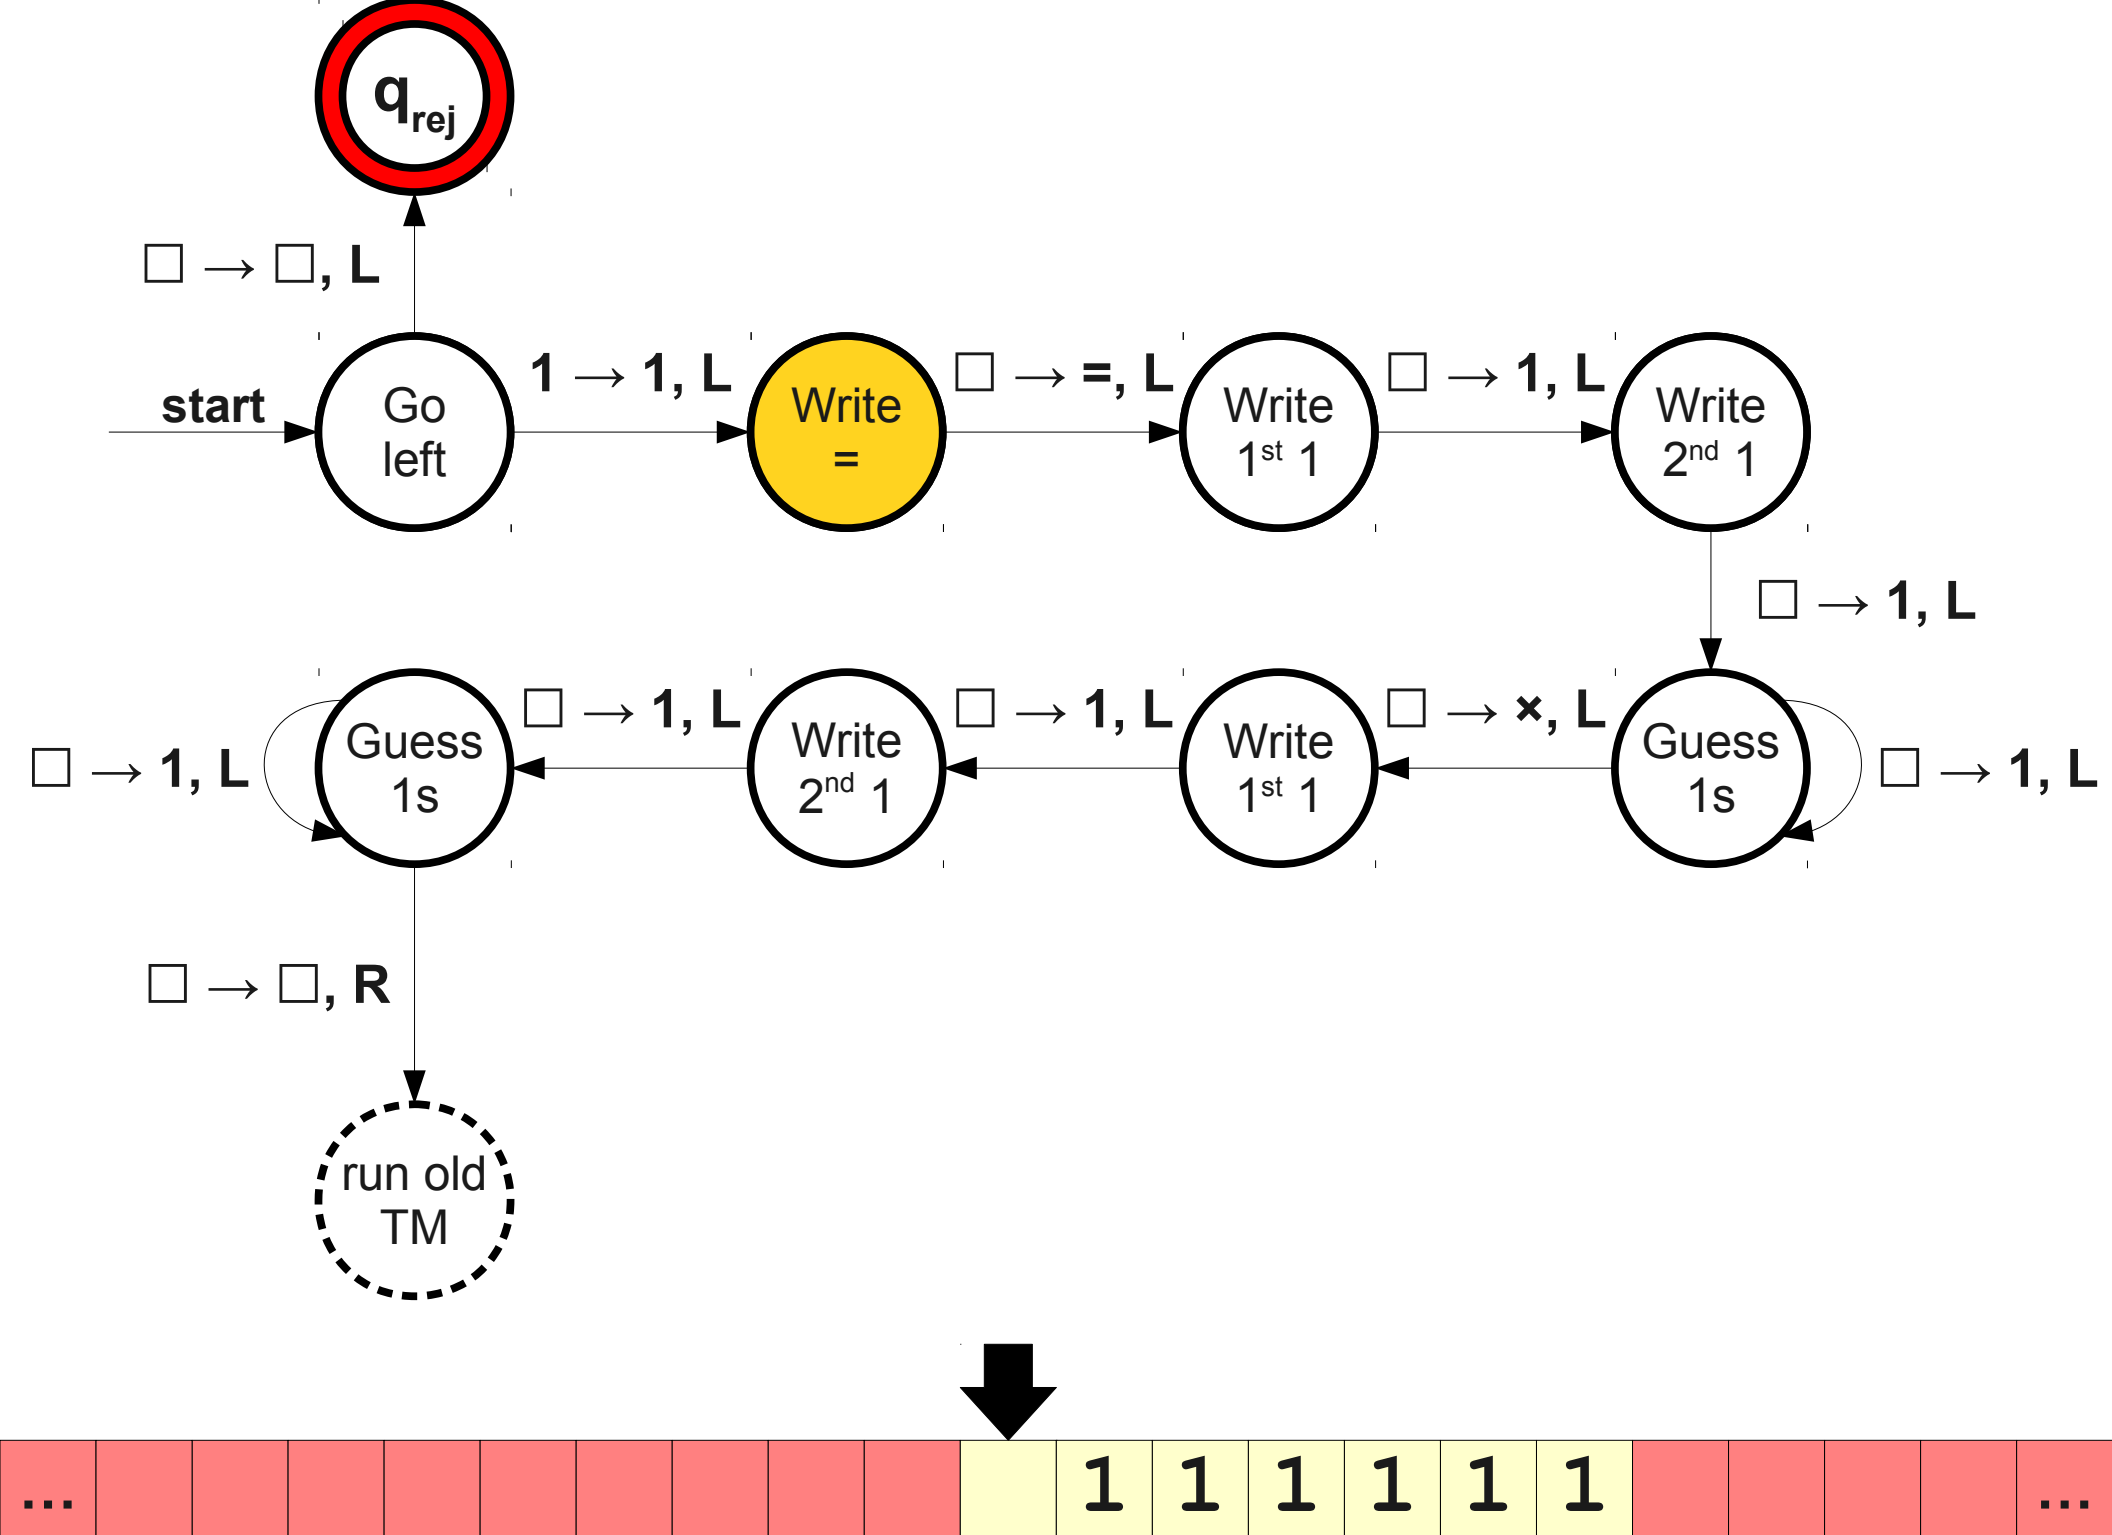 q_rej
□ → □, L
start
Go
left
1 → 1, L
Write
=
□ → =, L
Write
1st 1
□ → 1, L
Write
2nd 1
□ → 1, L
□ → 1, L
Guess
1s
□ → 1, L
Write
2nd 1
□ → 1, L
Write
1st 1
□ → ×, L
Guess
1s
□ → 1, L
□ → □, R
run old
TM
... 1 1 1 1 1 1 ...